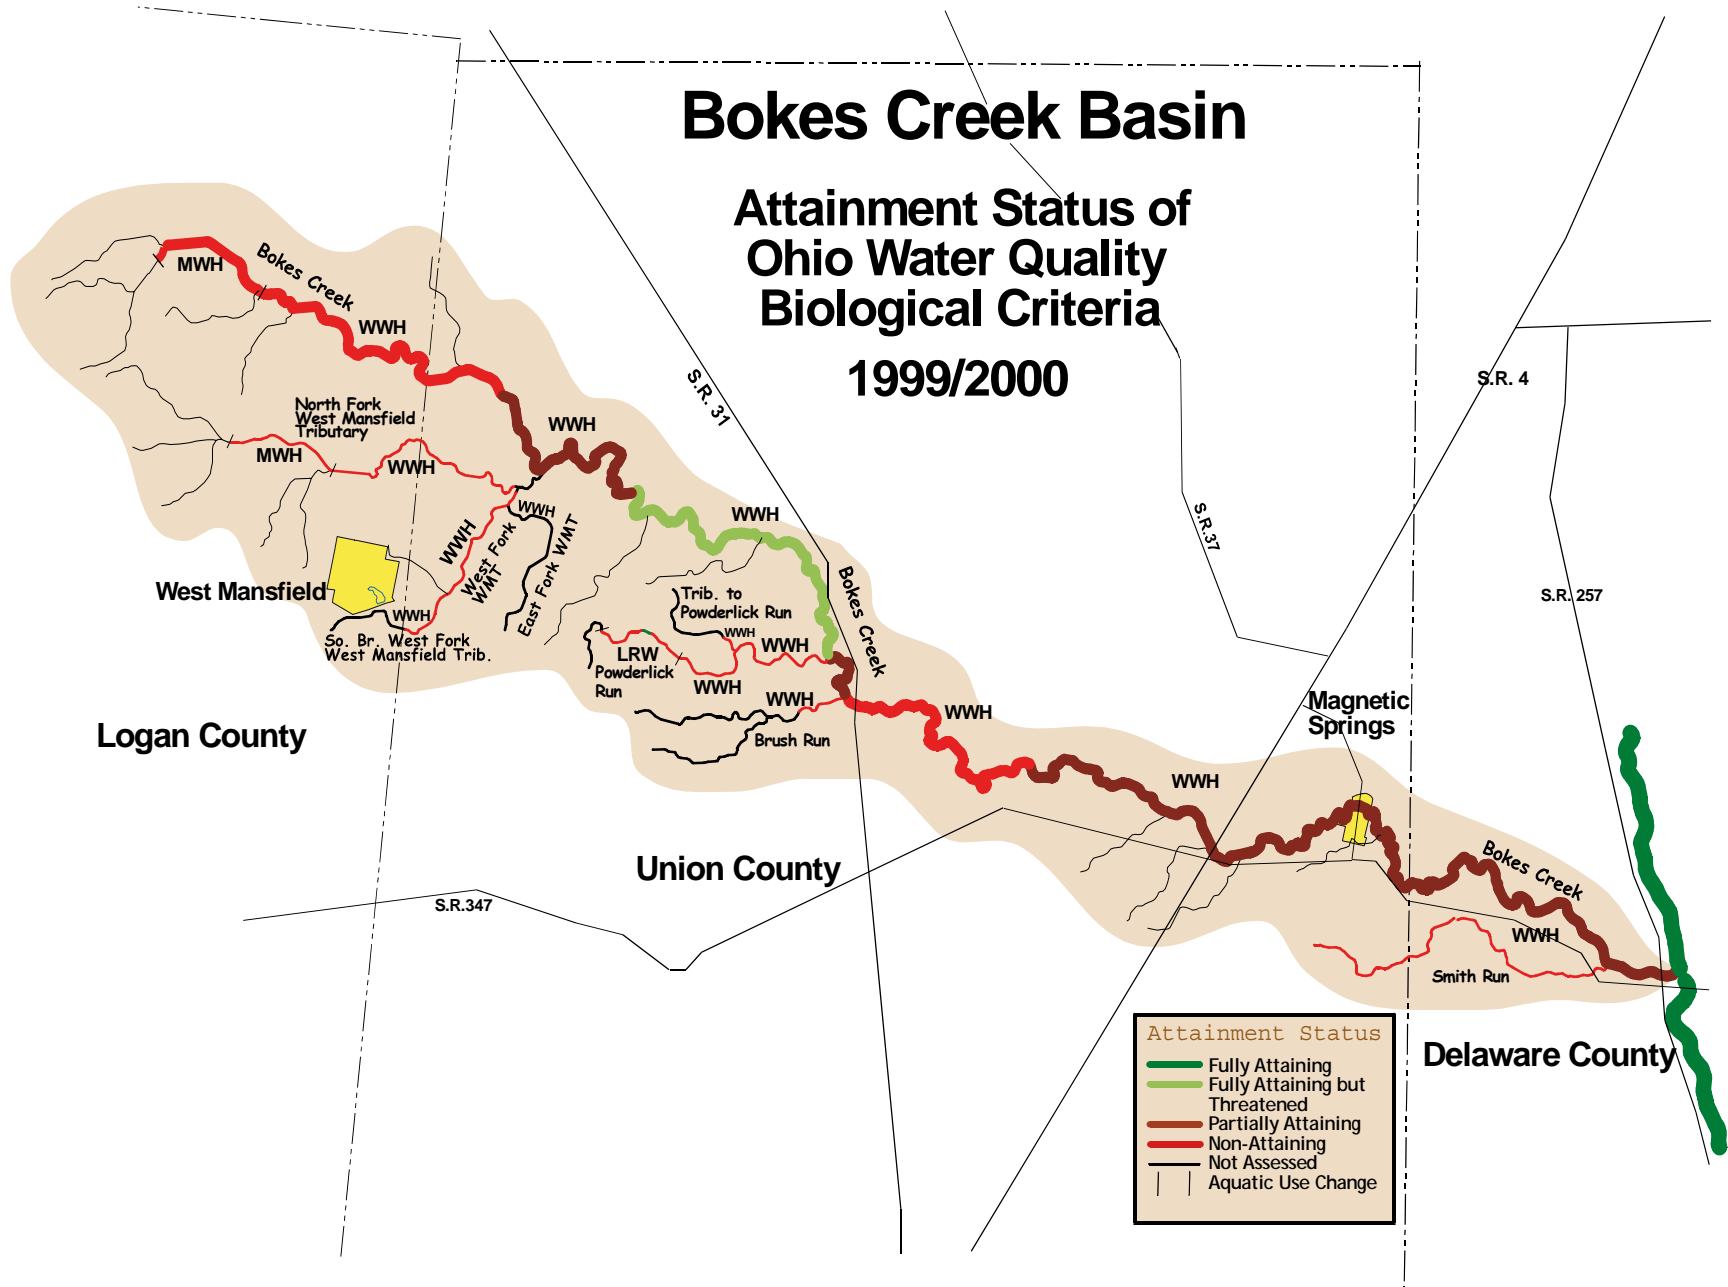 Bokes Creek Basin
Attainment Status of
Ohio Water Quality
Biological Criteria
1999/2000
MWH
Bokes Creek
WWH
S.R. 31
S.R. 4
North Fork
West Mansfield
Tributary
MWH
WWH
WWH
WWH
WWH
WWH
West Fork
WMT
East Fork WMT
S.R.37
West Mansfield
WWH
So. Br. West Fork
West Mansfield Trib.
Trib. to
Powderlick Run
WWH
WWH
LRW
Powderlick
Run
WWH
WWH
Brush Run
Bokes Creek
WWH
S.R. 257
Magnetic
Springs
Logan County
WWH
Union County
Bokes Creek
S.R.347
WWH
Smith Run
Delaware County
Attainment Status
Fully Attaining
Fully Attaining but
Threatened
Partially Attaining
Non-Attaining
Not Assessed
Aquatic Use Change